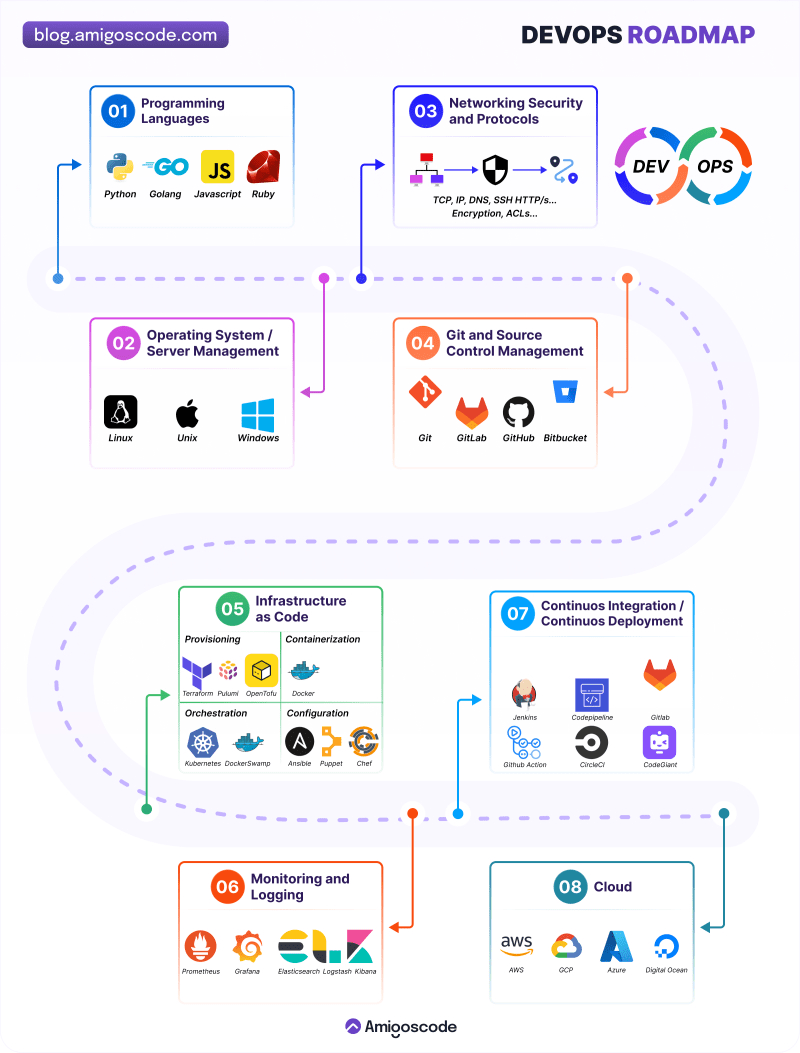 blog.amigoscode.com
DEVOPS ROADMAP
01
Programming
Languages
Python
GO
Golang
JS
Javascript
Ruby
03
Networking Security
and Protocols
TCP, IP, DNS, SSH HTTP/s...
Encryption, ACLs...
DEV
OPS
02
Operating System /
Server Management
Linux
Unix
Windows
04
Git and Source
Control Management
Git
GitLab
GitHub
Bitbucket
05
Infrastructure
as Code
Provisioning
Terraform
Pulumi
OpenTofu
Containerization
Docker
Orchestration
Kubernetes
DockerSwamp
Configuration
Ansible
Puppet
Chef
07
Continuos Integration /
Continuos Deployment
Jenkins
Codepipeline
Gitlab
Github Action
CircleCI
CodeGiant
06
Monitoring and
Logging
Prometheus
Grafana
Elasticsearch
Logstash
Kibana
08
Cloud
aws
AWS
GCP
Azure
Digital Ocean
Amigoscode